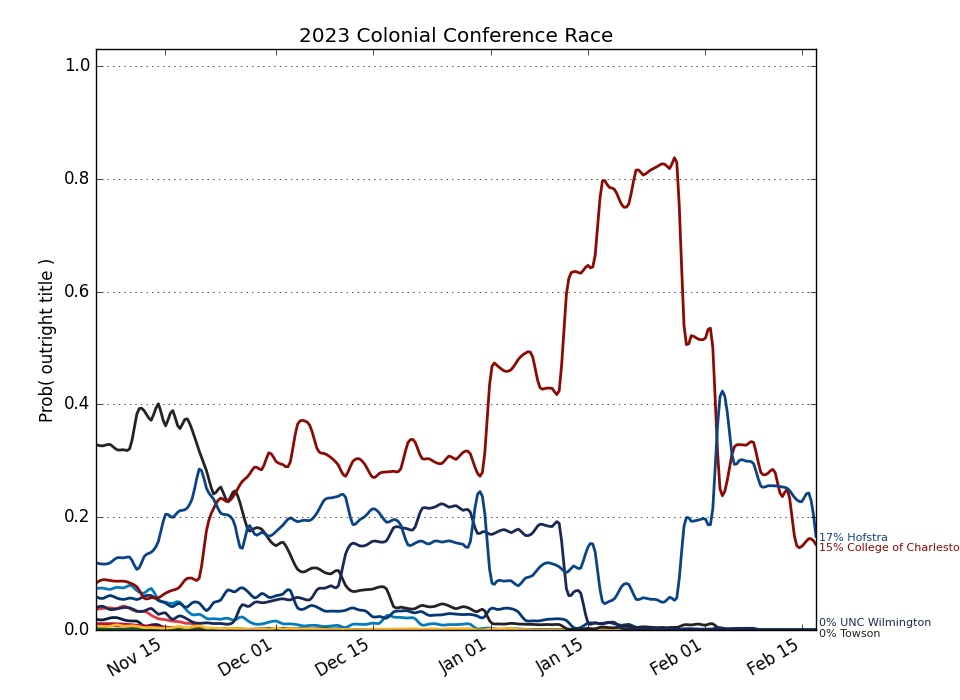 2023 Colonial Conference Race
Prob( outright title )
1.0
0.8
0.6
0.4
0.2
0.0
17% Hofstra
15% College of Charlesto
0% UNC Wilmington
0% Towson
Nov 15
Dec 01
Dec 15
Jan 01
Jan 15
Feb 01
Feb 15